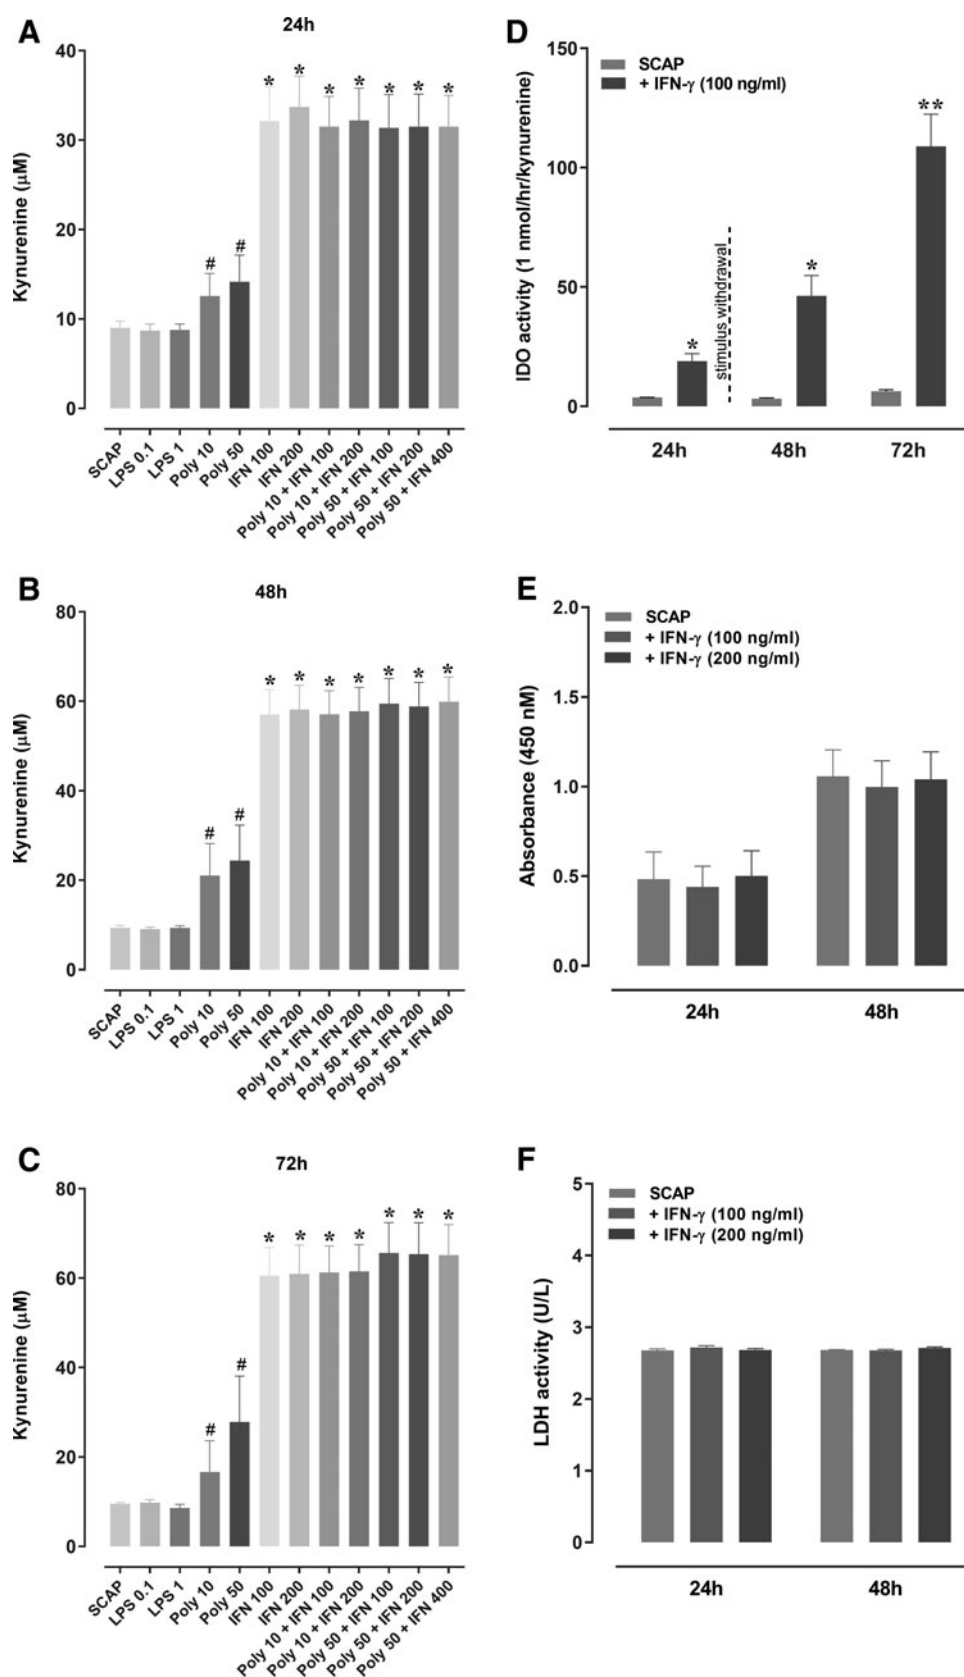 A
24h
Kynurenine (μM)
40
30
20
10
0
# # * * * * * * *
SCAP
LPS 0.1
LPS 1
Poly 10
Poly 50
IFN 100
IFN 200
Poly 10 + IFN 100
Poly 10 + IFN 200
Poly 50 + IFN 100
Poly 50 + IFN 200
Poly 50 + IFN 400
B
48h
Kynurenine (μM)
80
60
40
20
0
# # * * * * * * *
SCAP
LPS 0.1
LPS 1
Poly 10
Poly 50
IFN 100
IFN 200
Poly 10 + IFN 100
Poly 10 + IFN 200
Poly 50 + IFN 100
Poly 50 + IFN 200
Poly 50 + IFN 400
C
72h
Kynurenine (μM)
80
60
40
20
0
# # * * * * * * *
SCAP
LPS 0.1
LPS 1
Poly 10
Poly 50
IFN 100
IFN 200
Poly 10 + IFN 100
Poly 10 + IFN 200
Poly 50 + IFN 100
Poly 50 + IFN 200
Poly 50 + IFN 400
D
IDO activity (1 nmol/hr/kynurenine)
150
100
50
0
SCAP
+ IFN-γ (100 ng/ml)
stimulus withdrawal
* * **
24h 48h 72h
E
Absorbance (450 nM)
2.0
1.5
1.0
0.5
0.0
SCAP
+ IFN-γ (100 ng/ml)
+ IFN-γ (200 ng/ml)
24h 48h
F
LDH activity (U/L)
5
4
3
2
1
0
SCAP
+ IFN-γ (100 ng/ml)
+ IFN-γ (200 ng/ml)
24h 48h